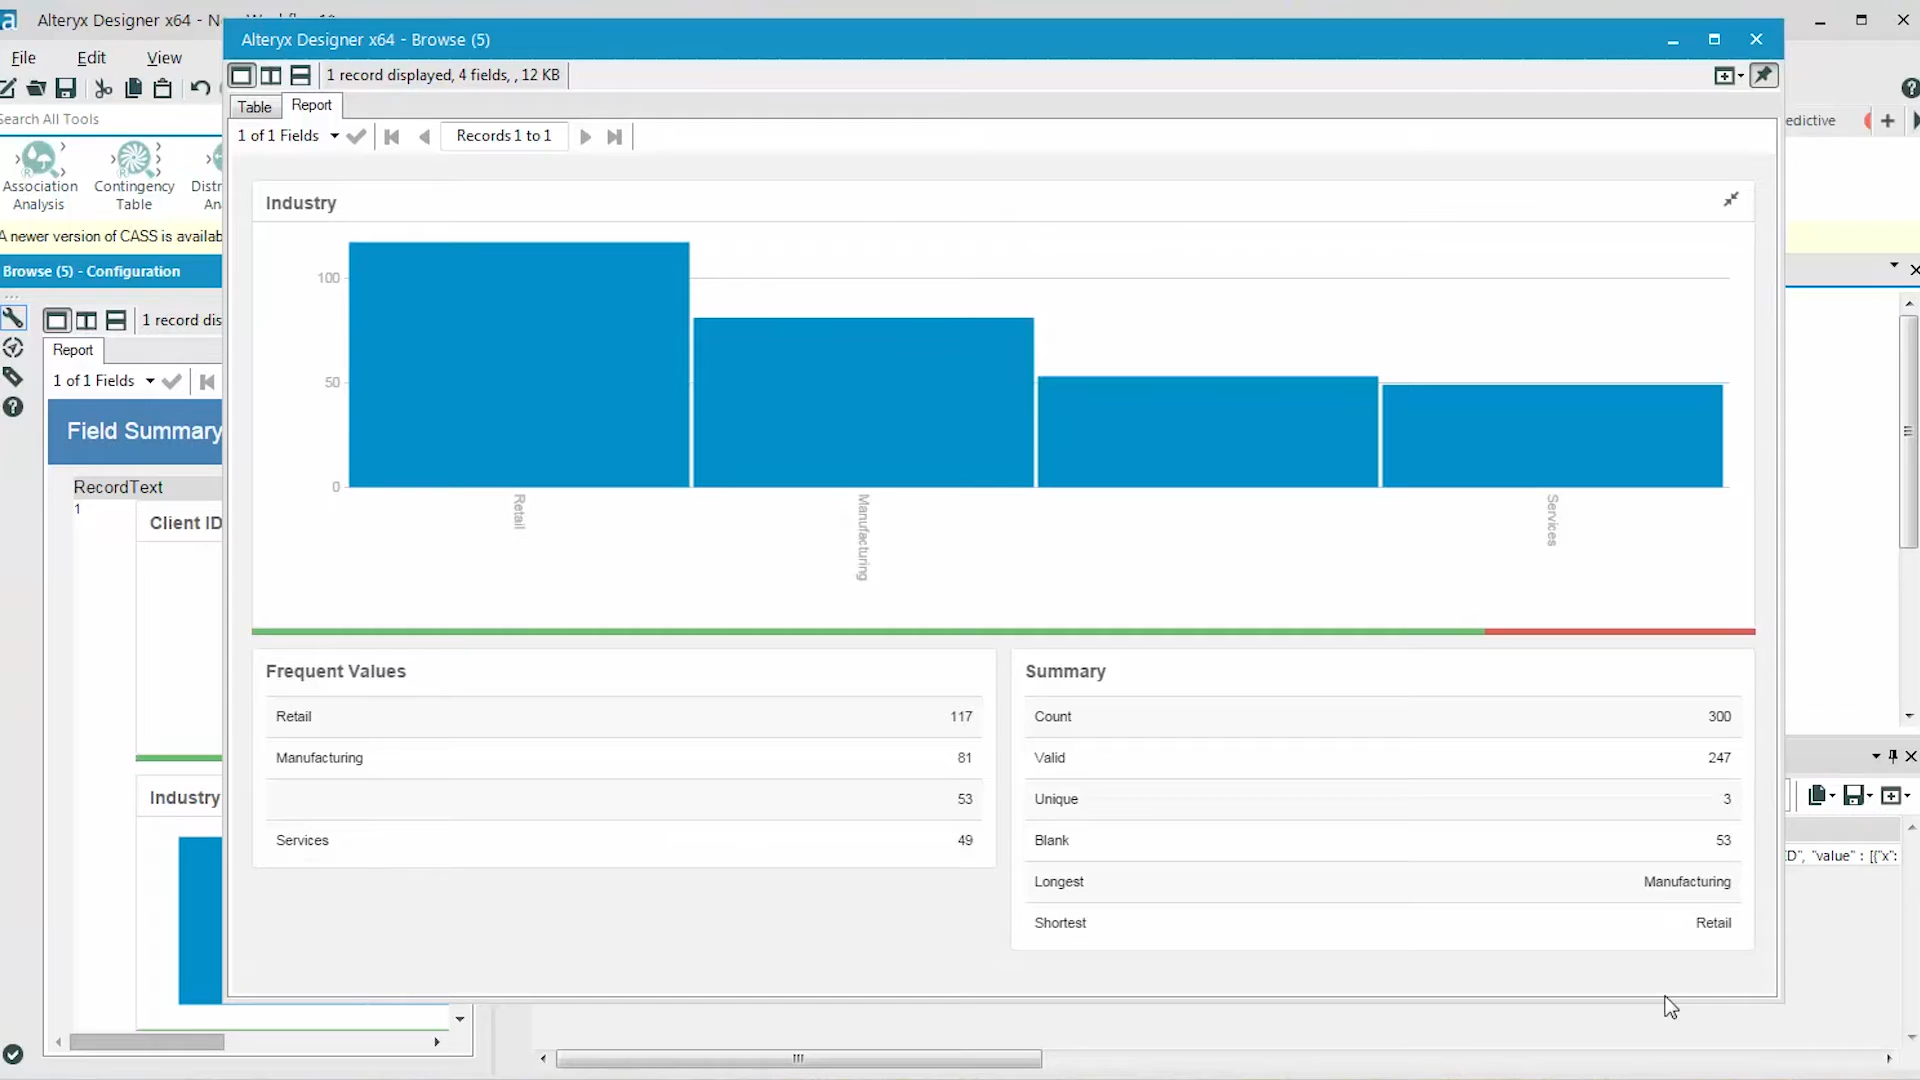 Alteryx Designer x64 - Ne
Alteryx Designer x64 - Browse (5)
File Edit View
1 record displayed, 4 fields, , 12 KB
Table Report
Search All Tools
1 of 1 Fields Records 1 to 1
edictive
Association Analysis
Contingency Table
Distr
An
A newer version of CASS is availab
Browse (5) - Configuration
1 record dis
Report
1 of 1 Fields
Field Summary
RecordText
1
Client ID
Industry
Industry
100
50
0
Retail
Manufacturing
Services
Frequent Values
Retail 117
Manufacturing 81
53
Services 49
Summary
Count 300
Valid 247
Unique 3
Blank 53
Longest Manufacturing
Shortest Retail
D", "value" : [{"x":